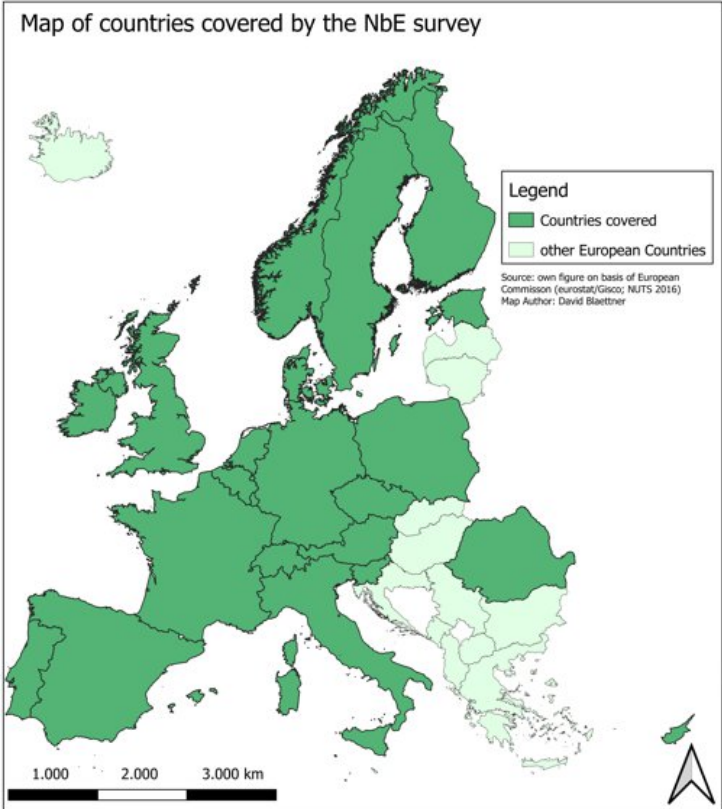 Map of countries covered by the NbE survey
Legend
Countries covered
other European Countries
Source: own figure on basis of European
Commisson (eurostat/Gisco; NUTS 2016)
Map Author: David Blaettner
1.000 2.000 3.000 km